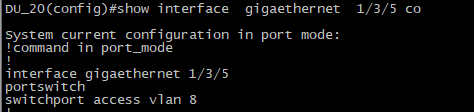 DU_20(config)#show interface  gigaethernet  1/3/5 co
System current configuration in port mode:
!command in port_mode
!
interface gigaethernet 1/3/5
portswitch
switchport access vlan 8
!